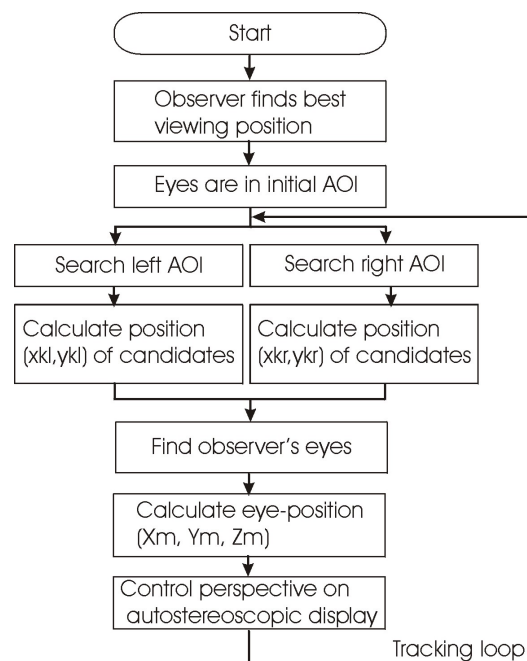 Start
Observer finds best
viewing position
Eyes are in initial AOI
Search left AOI
Search right AOI
Calculate position
(xkl,ykl) of candidates
Calculate position
(xkr,ykr) of candidates
Find observer's eyes
Calculate eye-position
(Xm, Ym, Zm)
Control perspective on
autostereoscopic display
Tracking loop